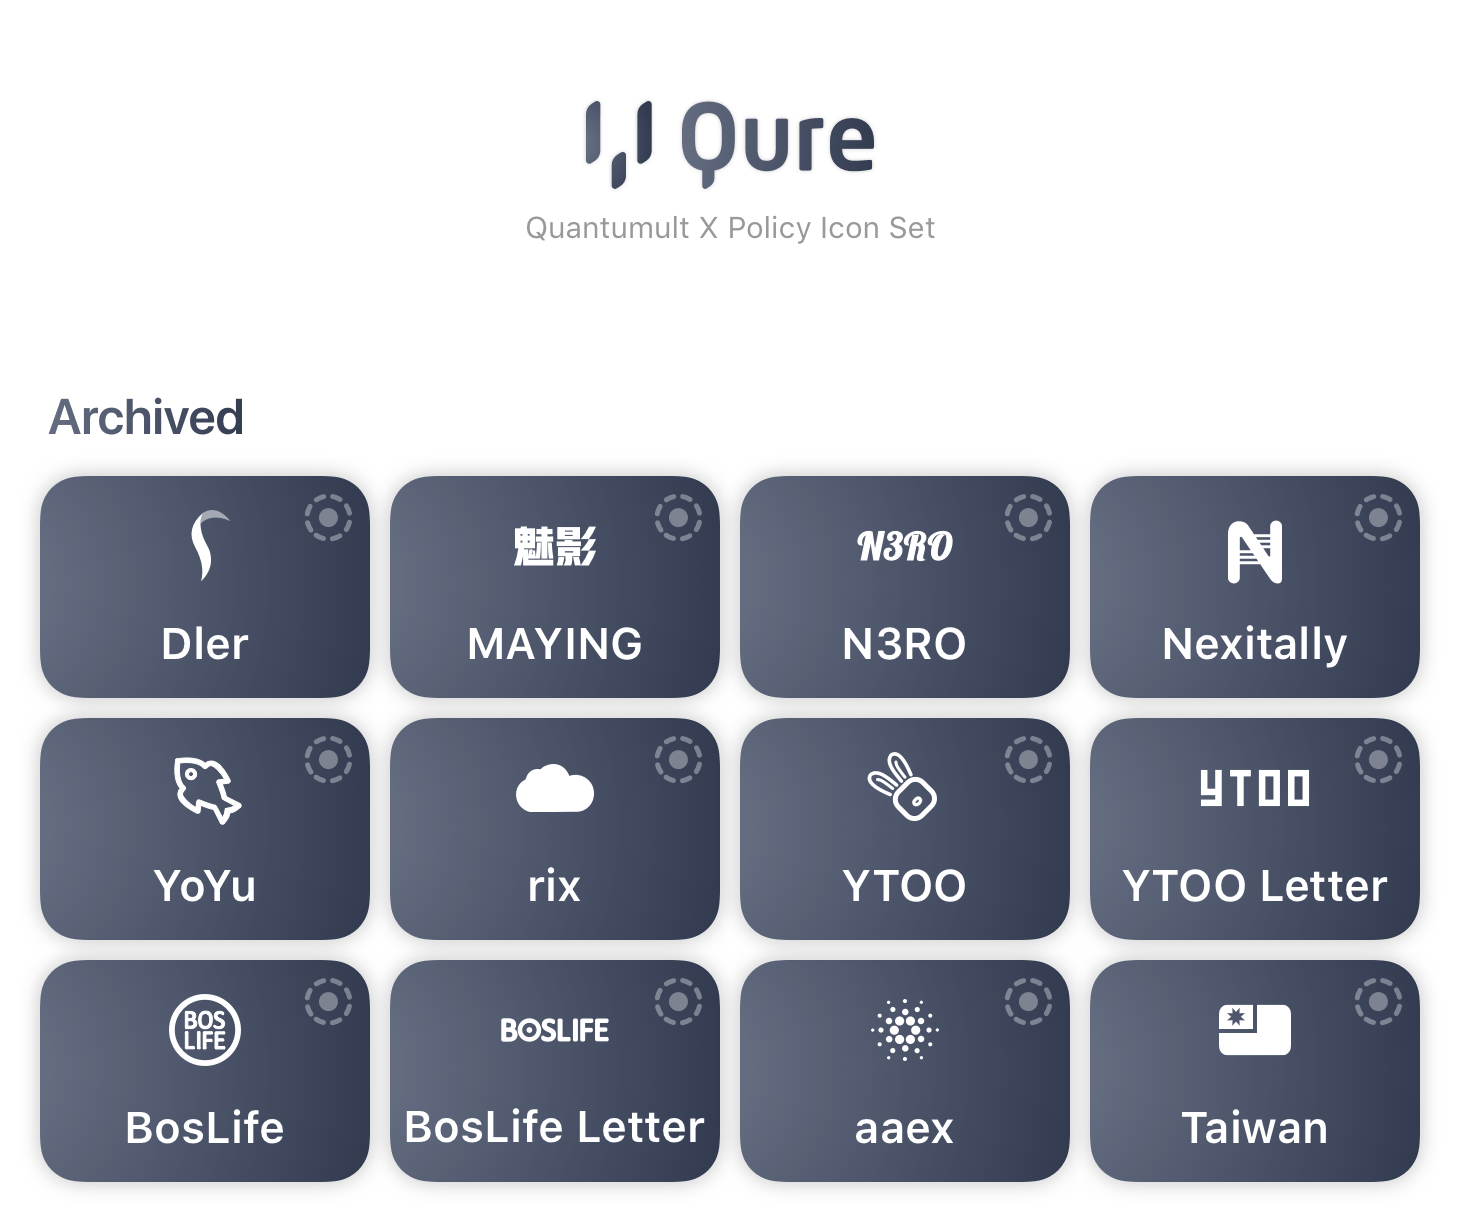 Qure
Quantumult X Policy Icon Set
Archived
Dler
魅影
MAYING
N3RO
N3RO
Nexitally
YoYu
rix
YTOO
YTOO
YTOO Letter
BOS
LIFE
BosLife
BOSLIFE
BosLife Letter
aaex
Taiwan